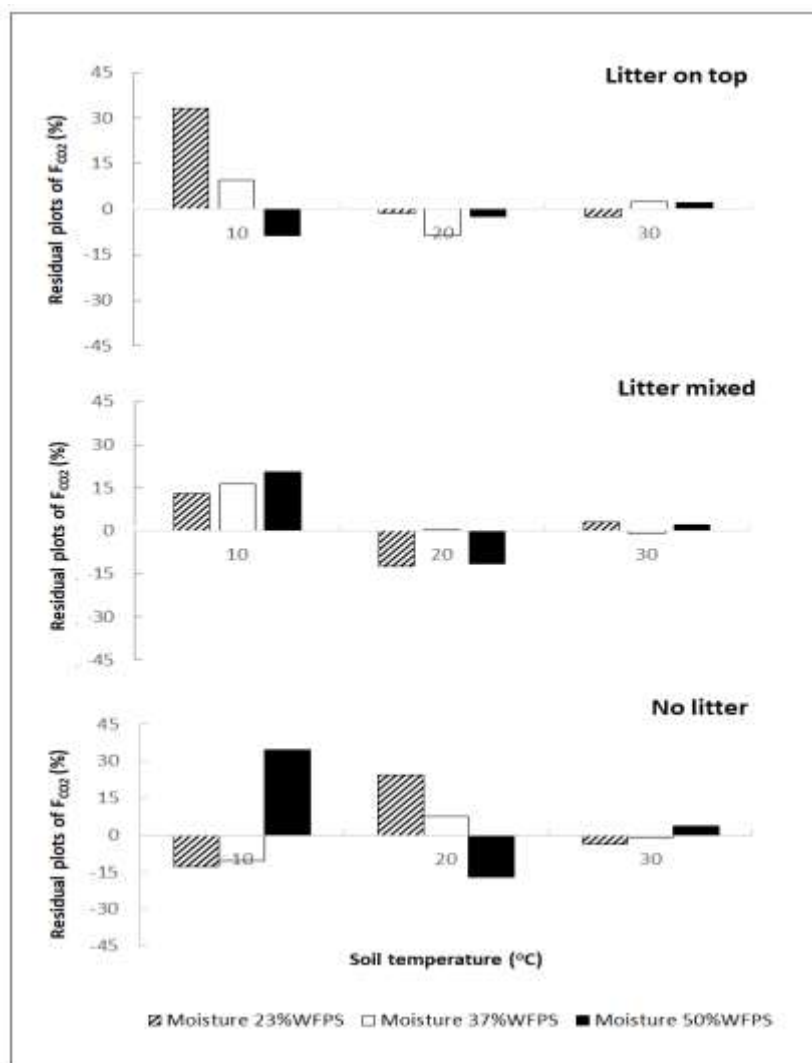 Litter on top
Residual plots of FCO2 (%)
45
30
15
0
-15
-30
-45
10 20 30
Litter mixed
Residual plots of FCO2 (%)
45
30
15
0
-15
-30
-45
10 20 30
No litter
Residual plots of FCO2 (%)
45
30
15
0
-15
-30
-45
10 20 30
Soil temperature (°C)
Moisture 23%WFPS Moisture 37%WFPS Moisture 50%WFPS